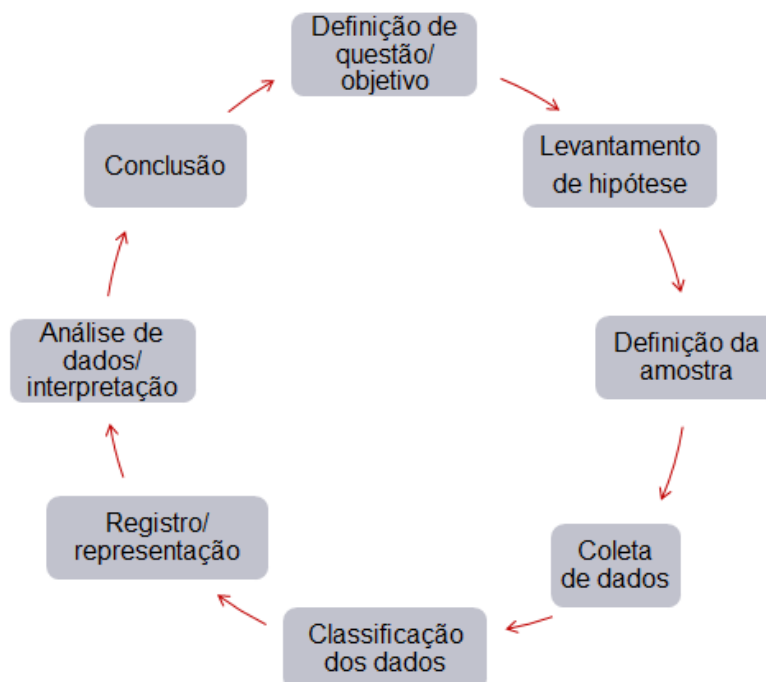 Definição de
questão/
objetivo
Levantamento
de hipótese
Definição da
amostra
Coleta
de dados
Classificação
dos dados
Registro/
representação
Análise de
dados/
interpretação
Conclusão